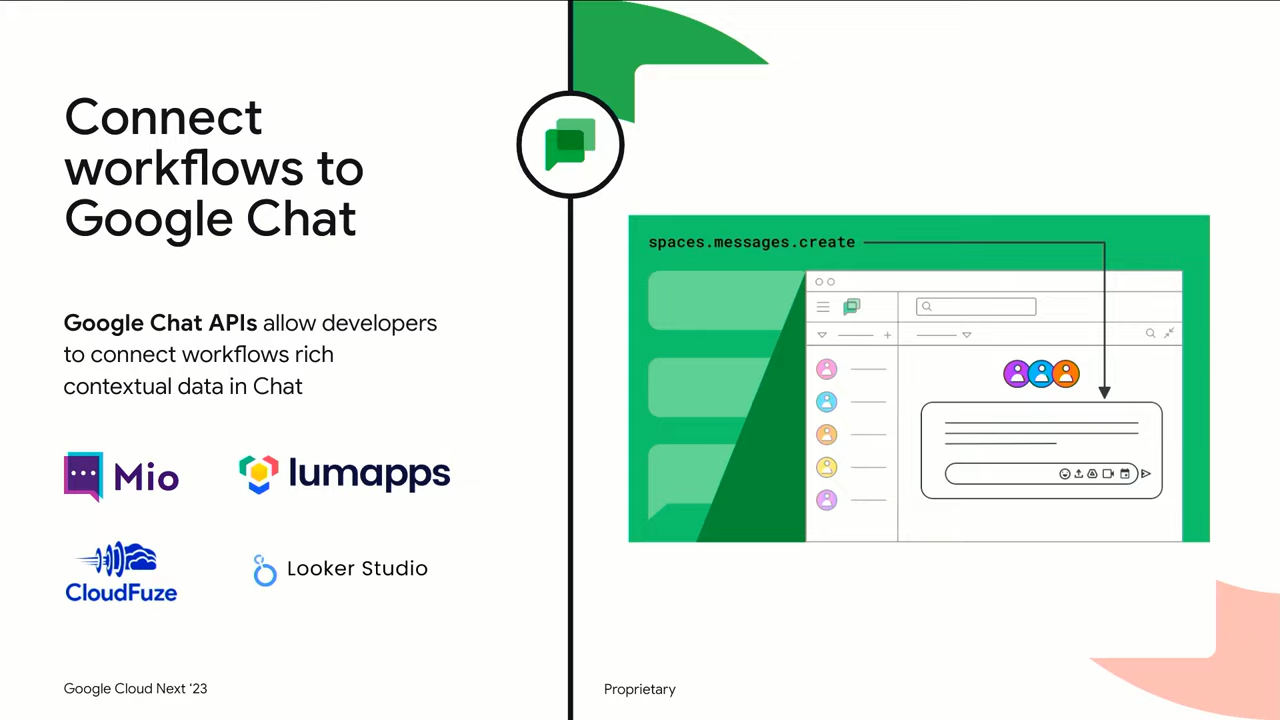 Connect
workflows to
Google Chat
Google Chat APIs allow developers
to connect workflows rich
contextual data in Chat
Mio
lumapps
CloudFuze
Looker Studio
Google Cloud Next ‘23
spaces.messages.create
Proprietary